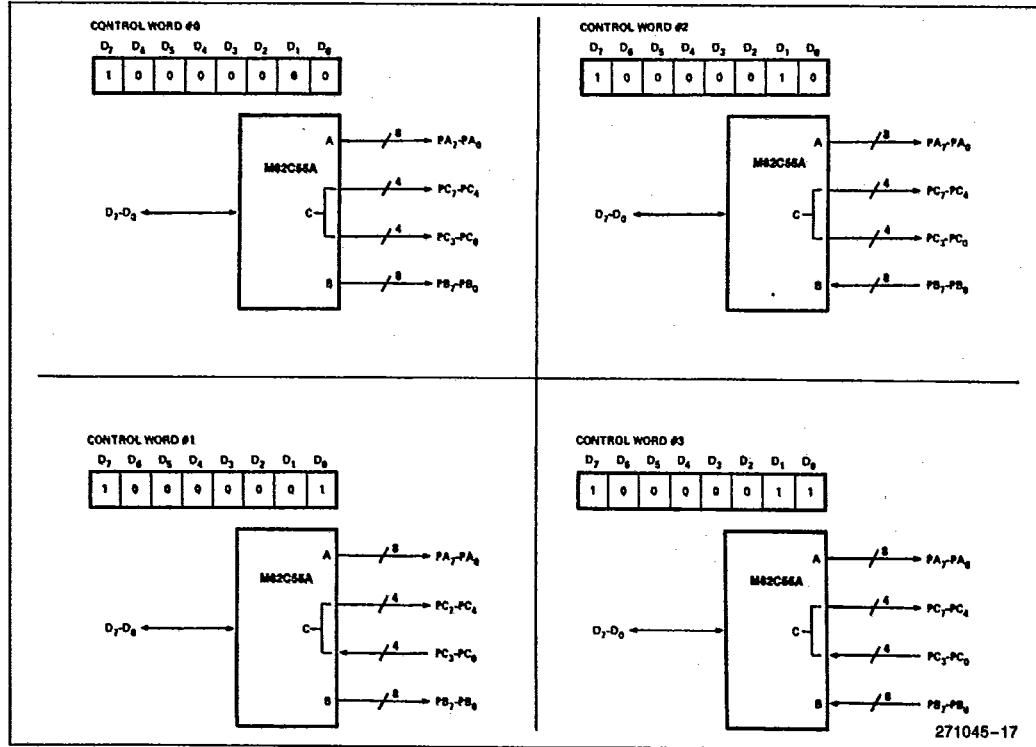 CONTROL WORD #0
D7 D6 D5 D4 D3 D2 D1 D0
1 0 0 0 0 0 0 0
A
8
PA7-PA0
M82C55A
4
PC7-PC4
D7-D0
C
4
PC3-PC0
B
8
PB7-PB0
CONTROL WORD #2
D7 D6 D5 D4 D3 D2 D1 D0
1 0 0 0 0 0 1 0
A
8
PA7-PA0
M82C55A
4
PC7-PC4
D7-D0
C
4
PC3-PC0
B
8
PB7-PB0
CONTROL WORD #1
D7 D6 D5 D4 D3 D2 D1 D0
1 0 0 0 0 0 0 1
A
8
PA7-PA0
M82C55A
4
PC7-PC4
D7-D0
C
4
PC3-PC0
B
8
PB7-PB0
CONTROL WORD #3
D7 D6 D5 D4 D3 D2 D1 D0
1 0 0 0 0 0 1 1
A
8
PA7-PA0
M82C55A
4
PC7-PC4
D7-D0
C
4
PC3-PC0
B
8
PB7-PB0
271045-17